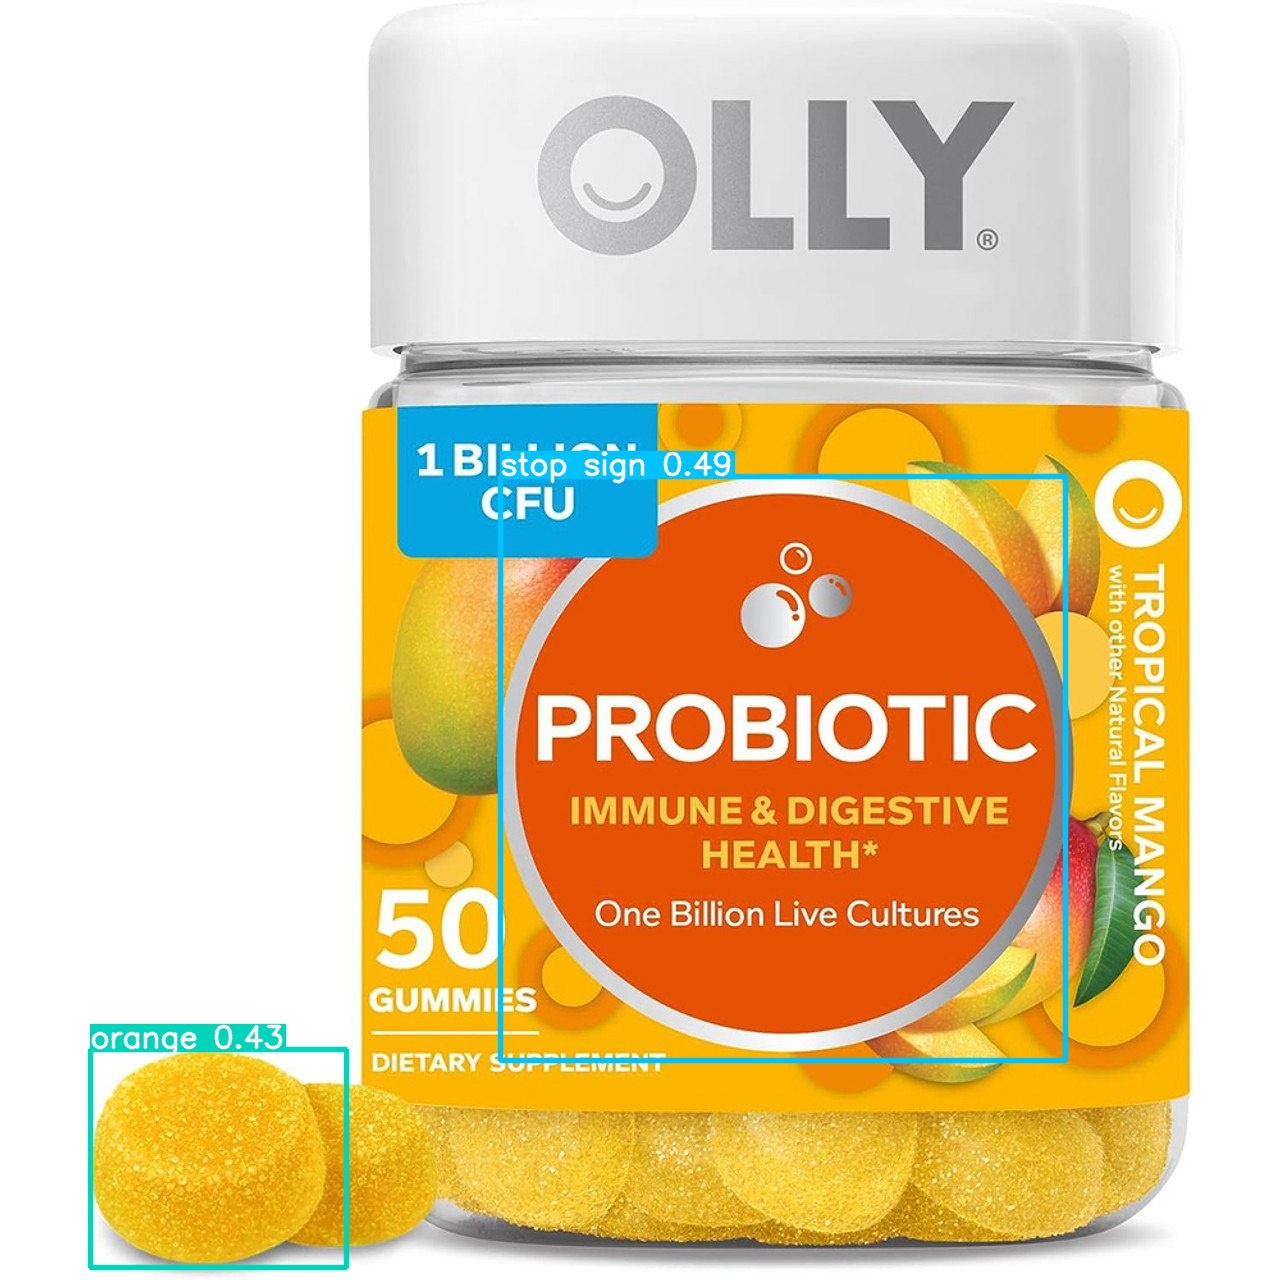 OLLY®
1 BILLION
CFU
stop sign 0.49
PROBIOTIC
IMMUNE & DIGESTIVE
HEALTH*
One Billion Live Cultures
TROPICAL MANGO
with other Natural Flavors
50
GUMMIES
DIETARY SUPPLEMENT
orange 0.43